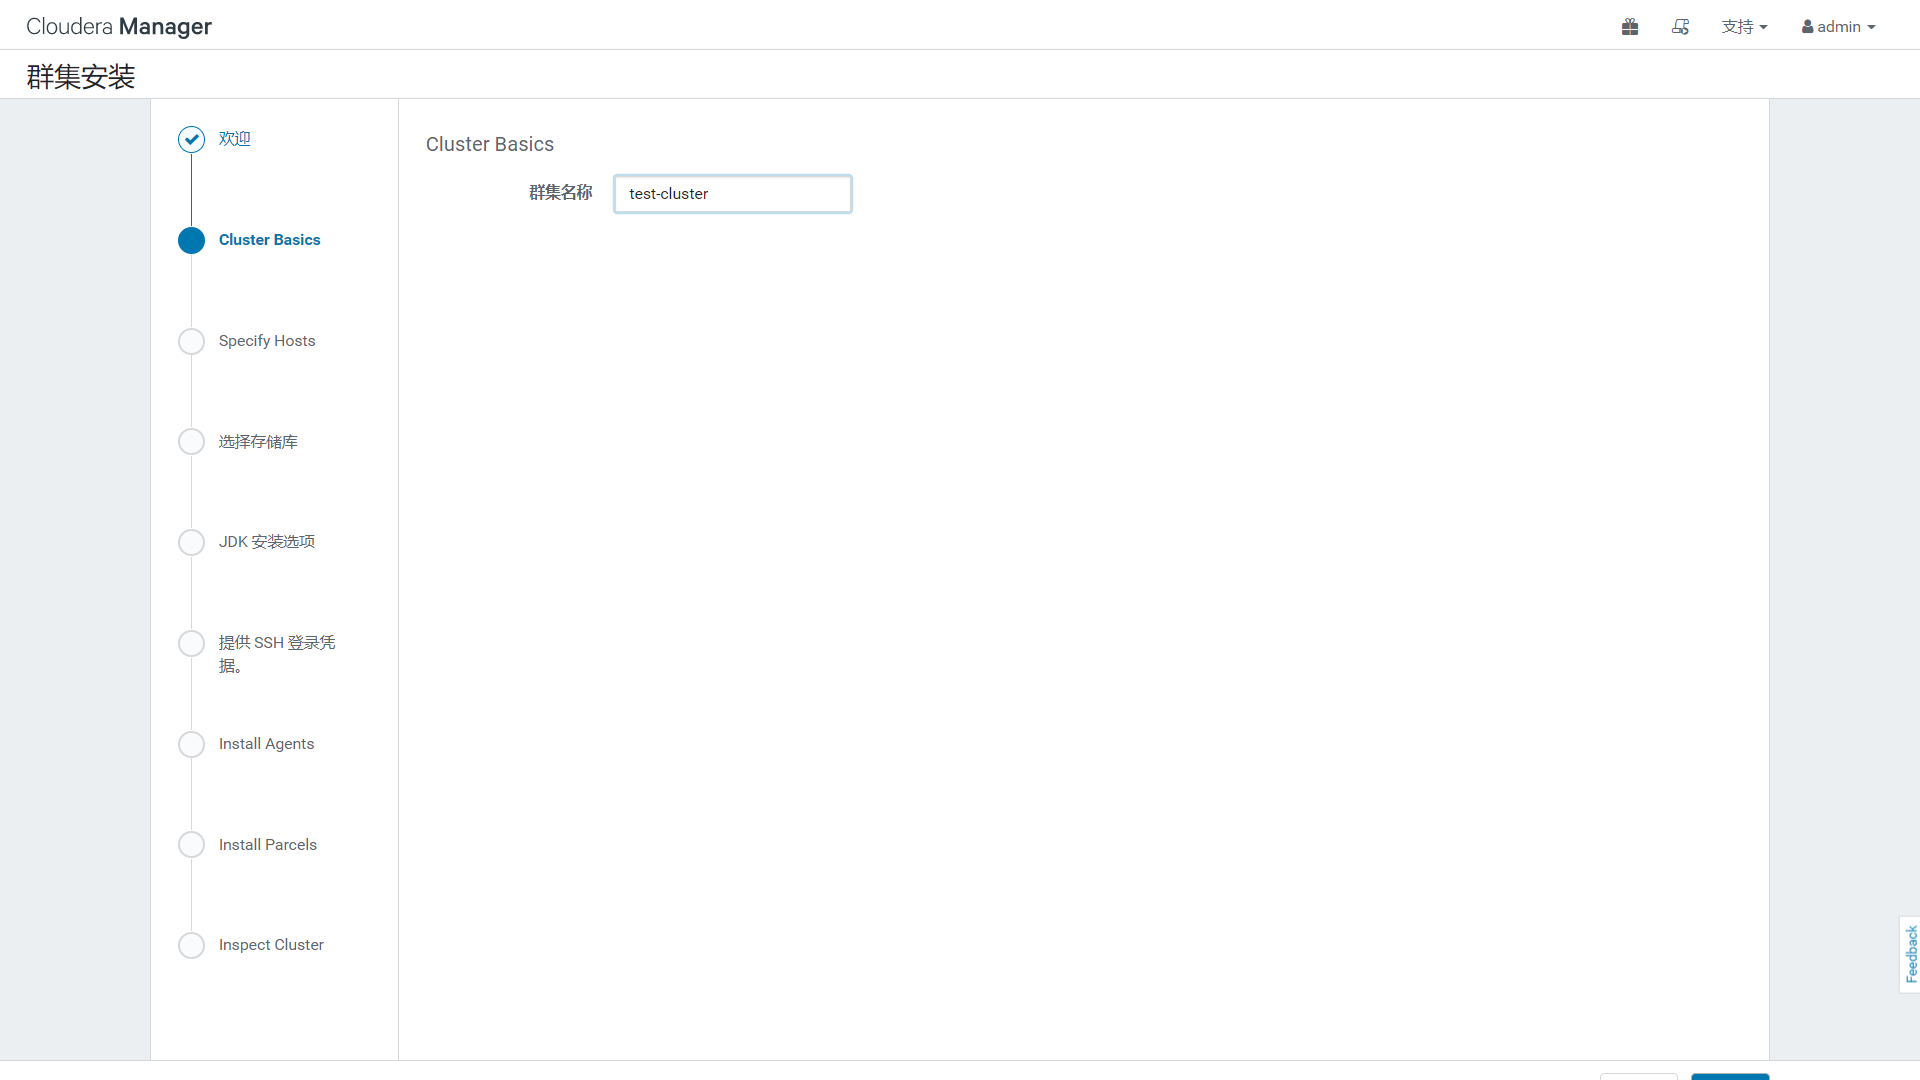 Cloudera Manager
支持
admin
群集安装
欢迎
Cluster Basics
Specify Hosts
选择存储库
JDK 安装选项
提供 SSH 登录凭
据。
Install Agents
Install Parcels
Inspect Cluster
Cluster Basics
群集名称
test-cluster
Feedback